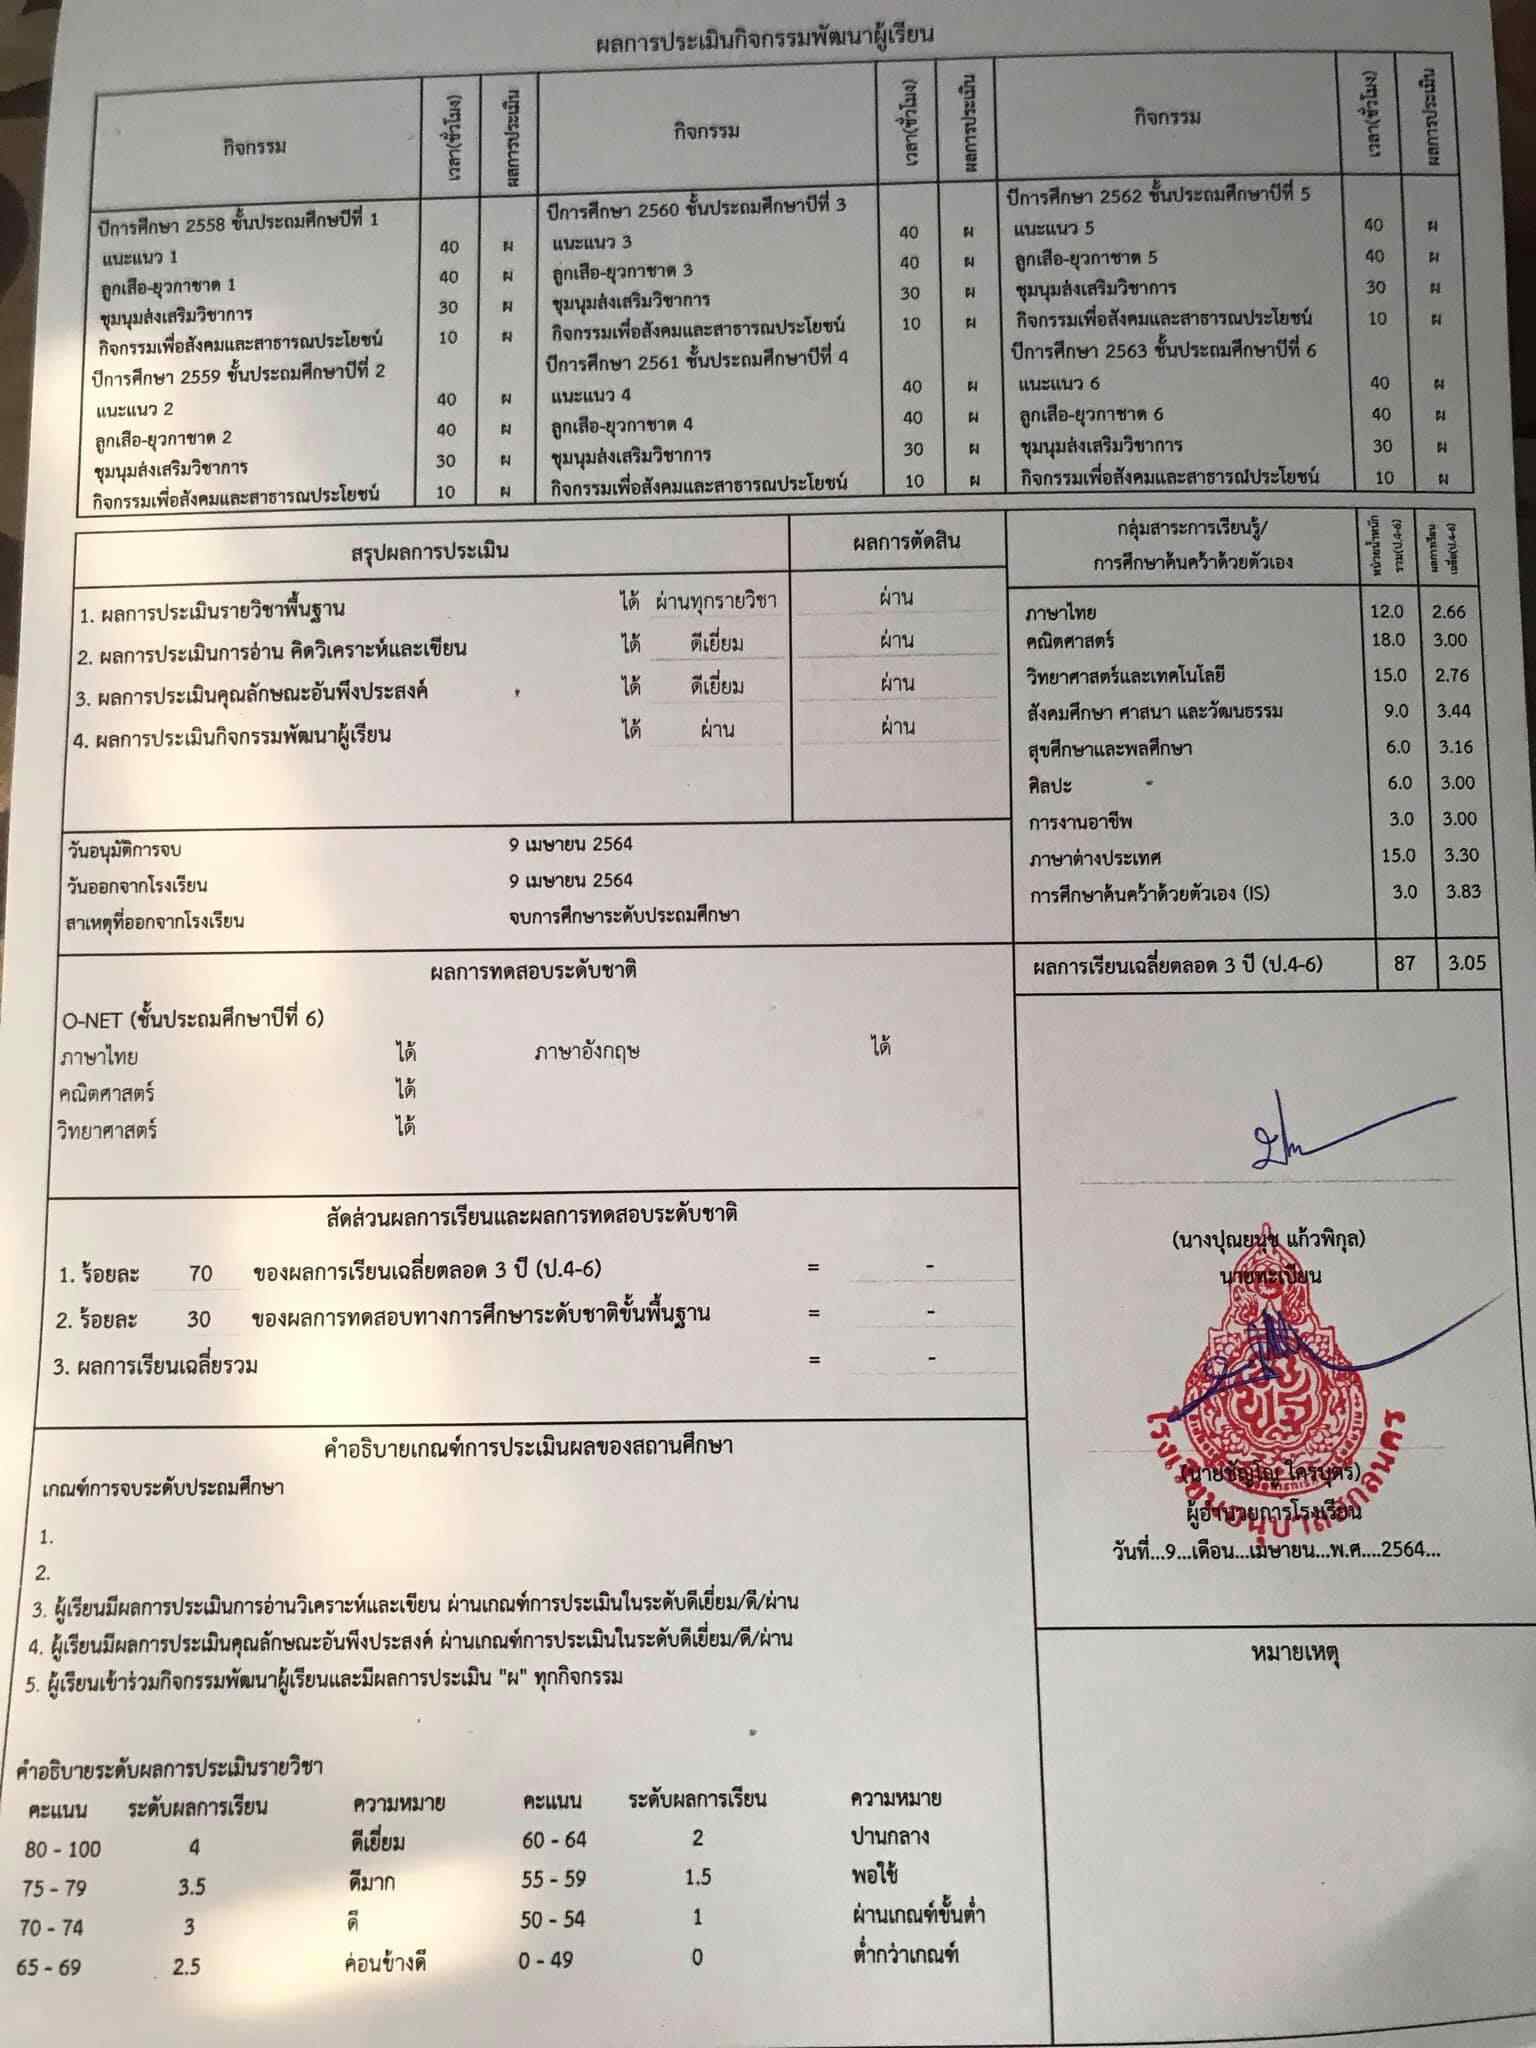 ผลการประเมินกิจกรรมพัฒนาผู้เรียน
กิจกรรม เวลา(ชั่วโมง) ผลการประเมิน กิจกรรม เวลา(ชั่วโมง) ผลการประเมิน กิจกรรม เวลา(ชั่วโมง) ผลการประเมิน
ปีการศึกษา 2558 ชั้นประถมศึกษปีที่ 1
แนะแนว 1 40 ผ
ลูกเสือ-ยุวกาชาด 1 40 ผ
ชุมนุมส่งเสริมวิชาการ 30 ผ
กิจกรรมเพื่อสังคมและสาธารณประโยชน์ 10 ผ
ปีการศึกษา 2559 ชั้นประถมศึกษาปีที่ 2
แนะแนว 2 40 ผ
ลูกเสือ-ยุวกาชาด 2 40 ผ
ชุมนุมส่งเสริมวิชาการ 30 ผ
กิจกรรมเพื่อสังคมและสาธารณประโยชน์ 10 ผ
ปีการศึกษา 2560 ชั้นประถมศึกษาปีที่ 3
แนะแนว 3 40 ผ
ลูกเสือ-ยุวกาชาด 3 40 ผ
ชุมนุมส่งเสริมวิชาการ 30 ผ
กิจกรรมเพื่อสังคมและสาธารณประโยชน์ 10 ผ
ปีการศึกษา 2561 ชั้นประถมศึกษาปีที่ 4
แนะแนว 4 40 ผ
ลูกเสือ-ยุวกาชาด 4 40 ผ
ชุมนุมส่งเสริมวิชาการ 30 ผ
กิจกรรมเพื่อสังคมและสาธารณประโยชน์ 10 ผ
ปีการศึกษา 2562 ชั้นประถมศึกษาปีที่ 5
แนะแนว 5 40 ผ
ลูกเสือ-ยุวกาชาด 5 40 ผ
ชุมนุมส่งเสริมวิชาการ 30 ผ
กิจกรรมเพื่อสังคมและสาธารณประโยชน์ 10 ผ
ปีการศึกษา 2563 ชั้นประถมศึกษาปีที่ 6
แนะแนว 6 40 ผ
ลูกเสือ-ยุวกาชาด 6 40 ผ
ชุมนุมส่งเสริมวิชาการ 30 ผ
กิจกรรมเพื่อสังคมและสาธารณประโยชน์ 10 ผ
สรุปผลการประเมิน ผลการตัดสิน
1. ผลการประเมินรายวิชาพื้นฐาน ได้ ผ่านทุกรายวิชา ผ่าน
2. ผลการประเมินการอ่าน คิดวิเคราะห์และเขียน ได้ ดีเยี่ยม ผ่าน
3. ผลการประเมินคุณลักษณะอันพึงประสงค์ ได้ ดีเยี่ยม ผ่าน
4. ผลการประเมินกิจกรรมพัฒนาผู้เรียน ได้ ผ่าน ผ่าน
วันอนุมัติการจบ 9 เมษายน 2564
วันออกจากโรงเรียน 9 เมษายน 2564
สาเหตุที่ออกจากโรงเรียน จบการศึกษาระดับประถมศึกษา
กลุ่มสาระการเรียนรู้/
การศึกษาค้นคว้าด้วยตัวเอง
หน่วยน้ำหนัก
รวม(ป.4-6)
ผลการเรียน
เฉลี่ย(ป.4-6)
ภาษาไทย 12.0 2.66
คณิตศาสตร์ 18.0 3.00
วิทยาศาสตร์และเทคโนโลยี 15.0 2.76
สังคมศึกษา ศาสนา และวัฒนธรรม 9.0 3.44
สุขศึกษาและพลศึกษา 6.0 3.16
ศิลปะ 6.0 3.00
การงานอาชีพ 3.0 3.00
ภาษาต่างประเทศ 15.0 3.30
การศึกษาค้นคว้าด้วยตัวเอง (IS) 3.0 3.83
ผลการเรียนเฉลี่ยตลอด 3 ปี (ป.4-6) 87 3.05
ผลการทดสอบระดับชาติ
O-NET (ชั้นประถมศึกษาปีที่ 6)
ภาษาไทย ได้ ภาษาอังกฤษ ได้
คณิตศาสตร์ ได้
วิทยาศาสตร์ ได้
สัดส่วนผลการเรียนและผลการทดสอบระดับชาติ
1. ร้อยละ 70 ของผลการเรียนเฉลี่ยตลอด 3 ปี (ป.4-6) = -
2. ร้อยละ 30 ของผลการทดสอบทางการศึกษาระดับชาติขั้นพื้นฐาน = -
3. ผลการเรียนเฉลี่ยรวม = -
(นางปุณยนุช แก้วพิกุล)
นายทะเบียน
(นายชัญโญ ใครบุตร)
ผู้อำนวยการโรงเรียน
โรงเรียนอนุบาลสกลนคร
วันที่...9...เดือน...เมษายน...พ.ศ....2564...
คำอธิบายเกณฑ์การประเมินผลของสถานศึกษา
เกณฑ์การจบระดับประถมศึกษา
1.
2.
3. ผู้เรียนมีผลการประเมินการอ่านวิเคราะห์และเขียน ผ่านเกณฑ์การประเมินในระดับดีเยี่ยม/ดี/ผ่าน
4. ผู้เรียนมีผลการประเมินคุณลักษณะอันพึงประสงค์ ผ่านเกณฑ์การประเมินในระดับดีเยี่ยม/ดี/ผ่าน
5. ผู้เรียนเข้าร่วมกิจกรรมพัฒนาผู้เรียนและมีผลการประเมิน "ผ" ทุกกิจกรรม
หมายเหตุ
คำอธิบายระดับผลการประเมินรายวิชา
คะแนน ระดับผลการเรียน ความหมาย คะแนน ระดับผลการเรียน ความหมาย
80 - 100 4 ดีเยี่ยม 60 - 64 2 ปานกลาง
75 - 79 3.5 ดีมาก 55 - 59 1.5 พอใช้
70 - 74 3 ดี 50 - 54 1 ผ่านเกณฑ์ขั้นต่ำ
65 - 69 2.5 ค่อนข้างดี 0 - 49 0 ต่ำกว่าเกณฑ์